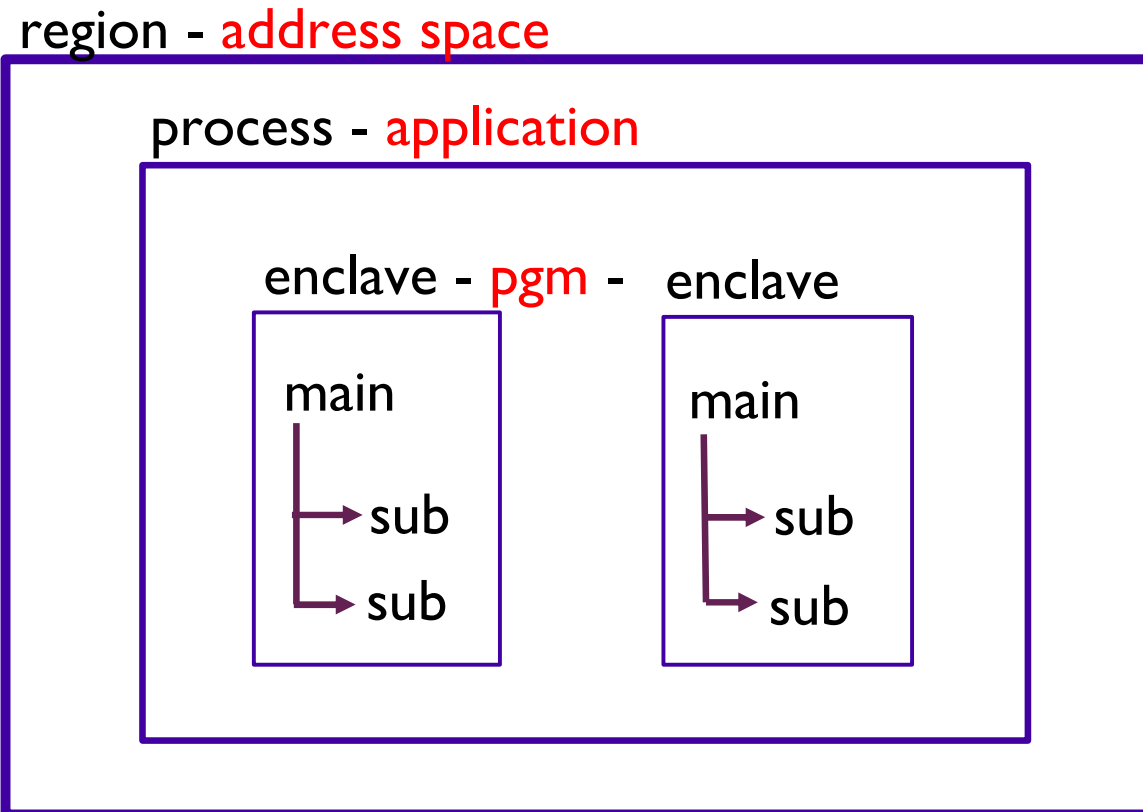 region - address space
process - application
enclave - pgm - enclave
main
sub
sub
main
sub
sub